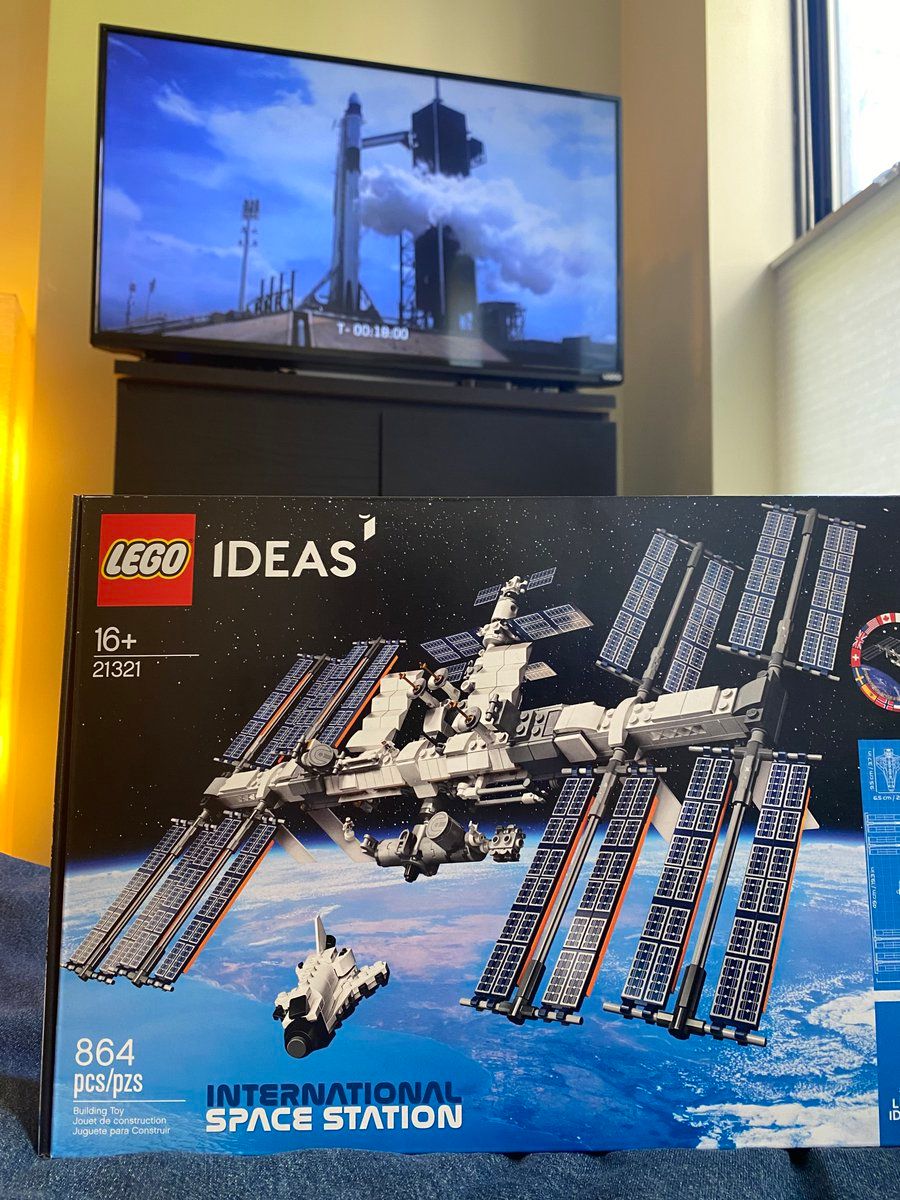 T- 00:18:00
LEGO
IDEAS
16+
21321
864
pcs/pzs
Building Toy
Jouet de construction
Juguete para Construir
INTERNATIONAL
SPACE STATION